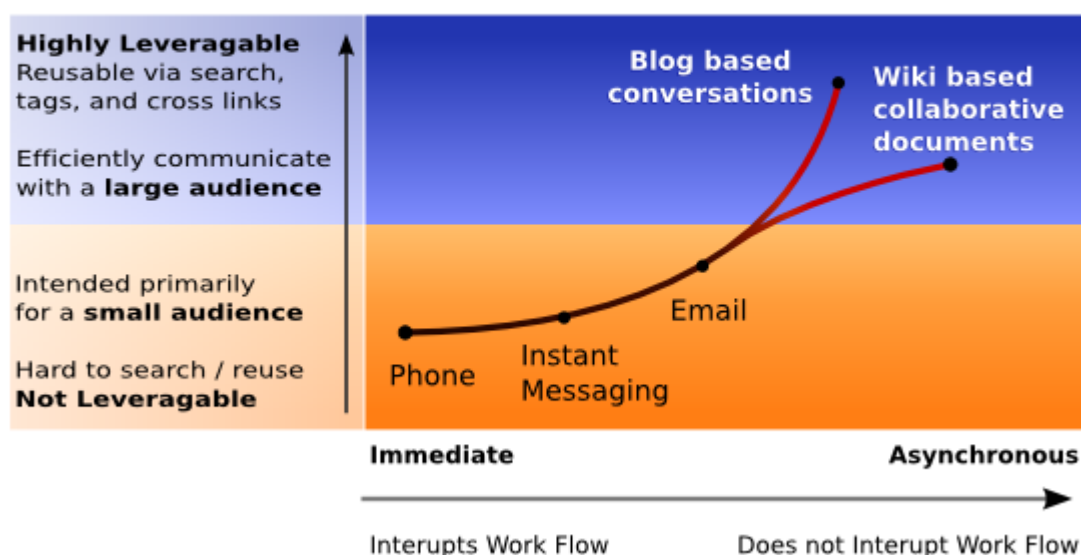 Highly Leveragable
Reusable via search,
tags, and cross links
Efficiently communicate
with a large audience
Intended primarily
for a small audience
Hard to search / reuse
Not Leveragable
Blog based
conversations
Wiki based
collaborative
documents
Email
Instant
Messaging
Phone
Immediate
Asynchronous
Interupts Work Flow
Does not Interupt Work Flow